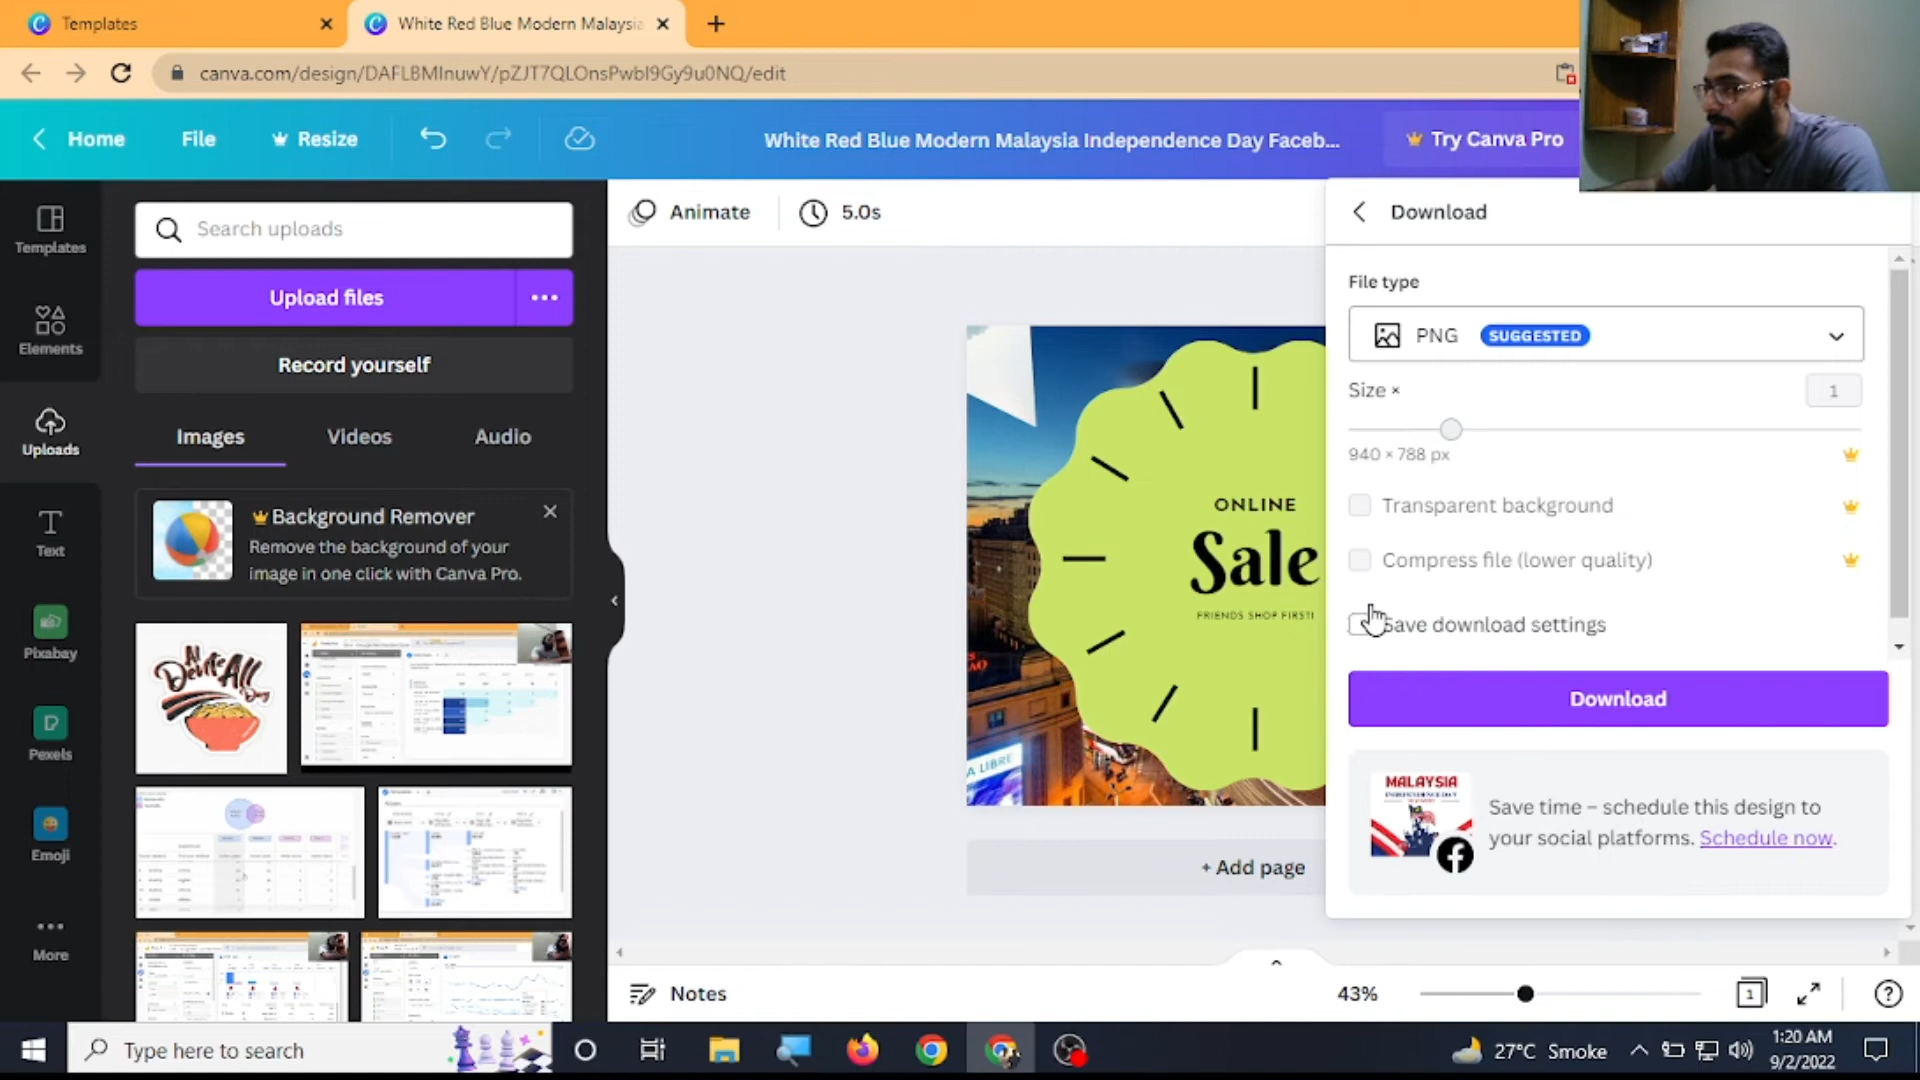 Templates
White Red Blue Modern Malaysia
canva.com/design/DAFLBMInuwY/pZJT7QLOnsPwbI9Gy9u0NQ/edit
Home
File
Resize
White Red Blue Modern Malaysia Independence Day Faceb...
Try Canva Pro
Templates
Elements
Uploads
Text
Pixabay
Pexels
Emoji
More
Search uploads
Upload files
Record yourself
Images
Videos
Audio
Background Remover
Remove the background of your
image in one click with Canva Pro.
Animate
5.0s
ONLINE
Sale
FRIENDS SHOP FIRST!
A LIBRE
+ Add page
Download
File type
PNG
SUGGESTED
Size ×
1
940 × 788 px
Transparent background
Compress file (lower quality)
Save download settings
Download
MALAYSIA
INDEPENDENCE DAY
Save time – schedule this design to
your social platforms. Schedule now.
Notes
43%
1
Type here to search
27°C Smoke
1:20 AM
9/2/2022